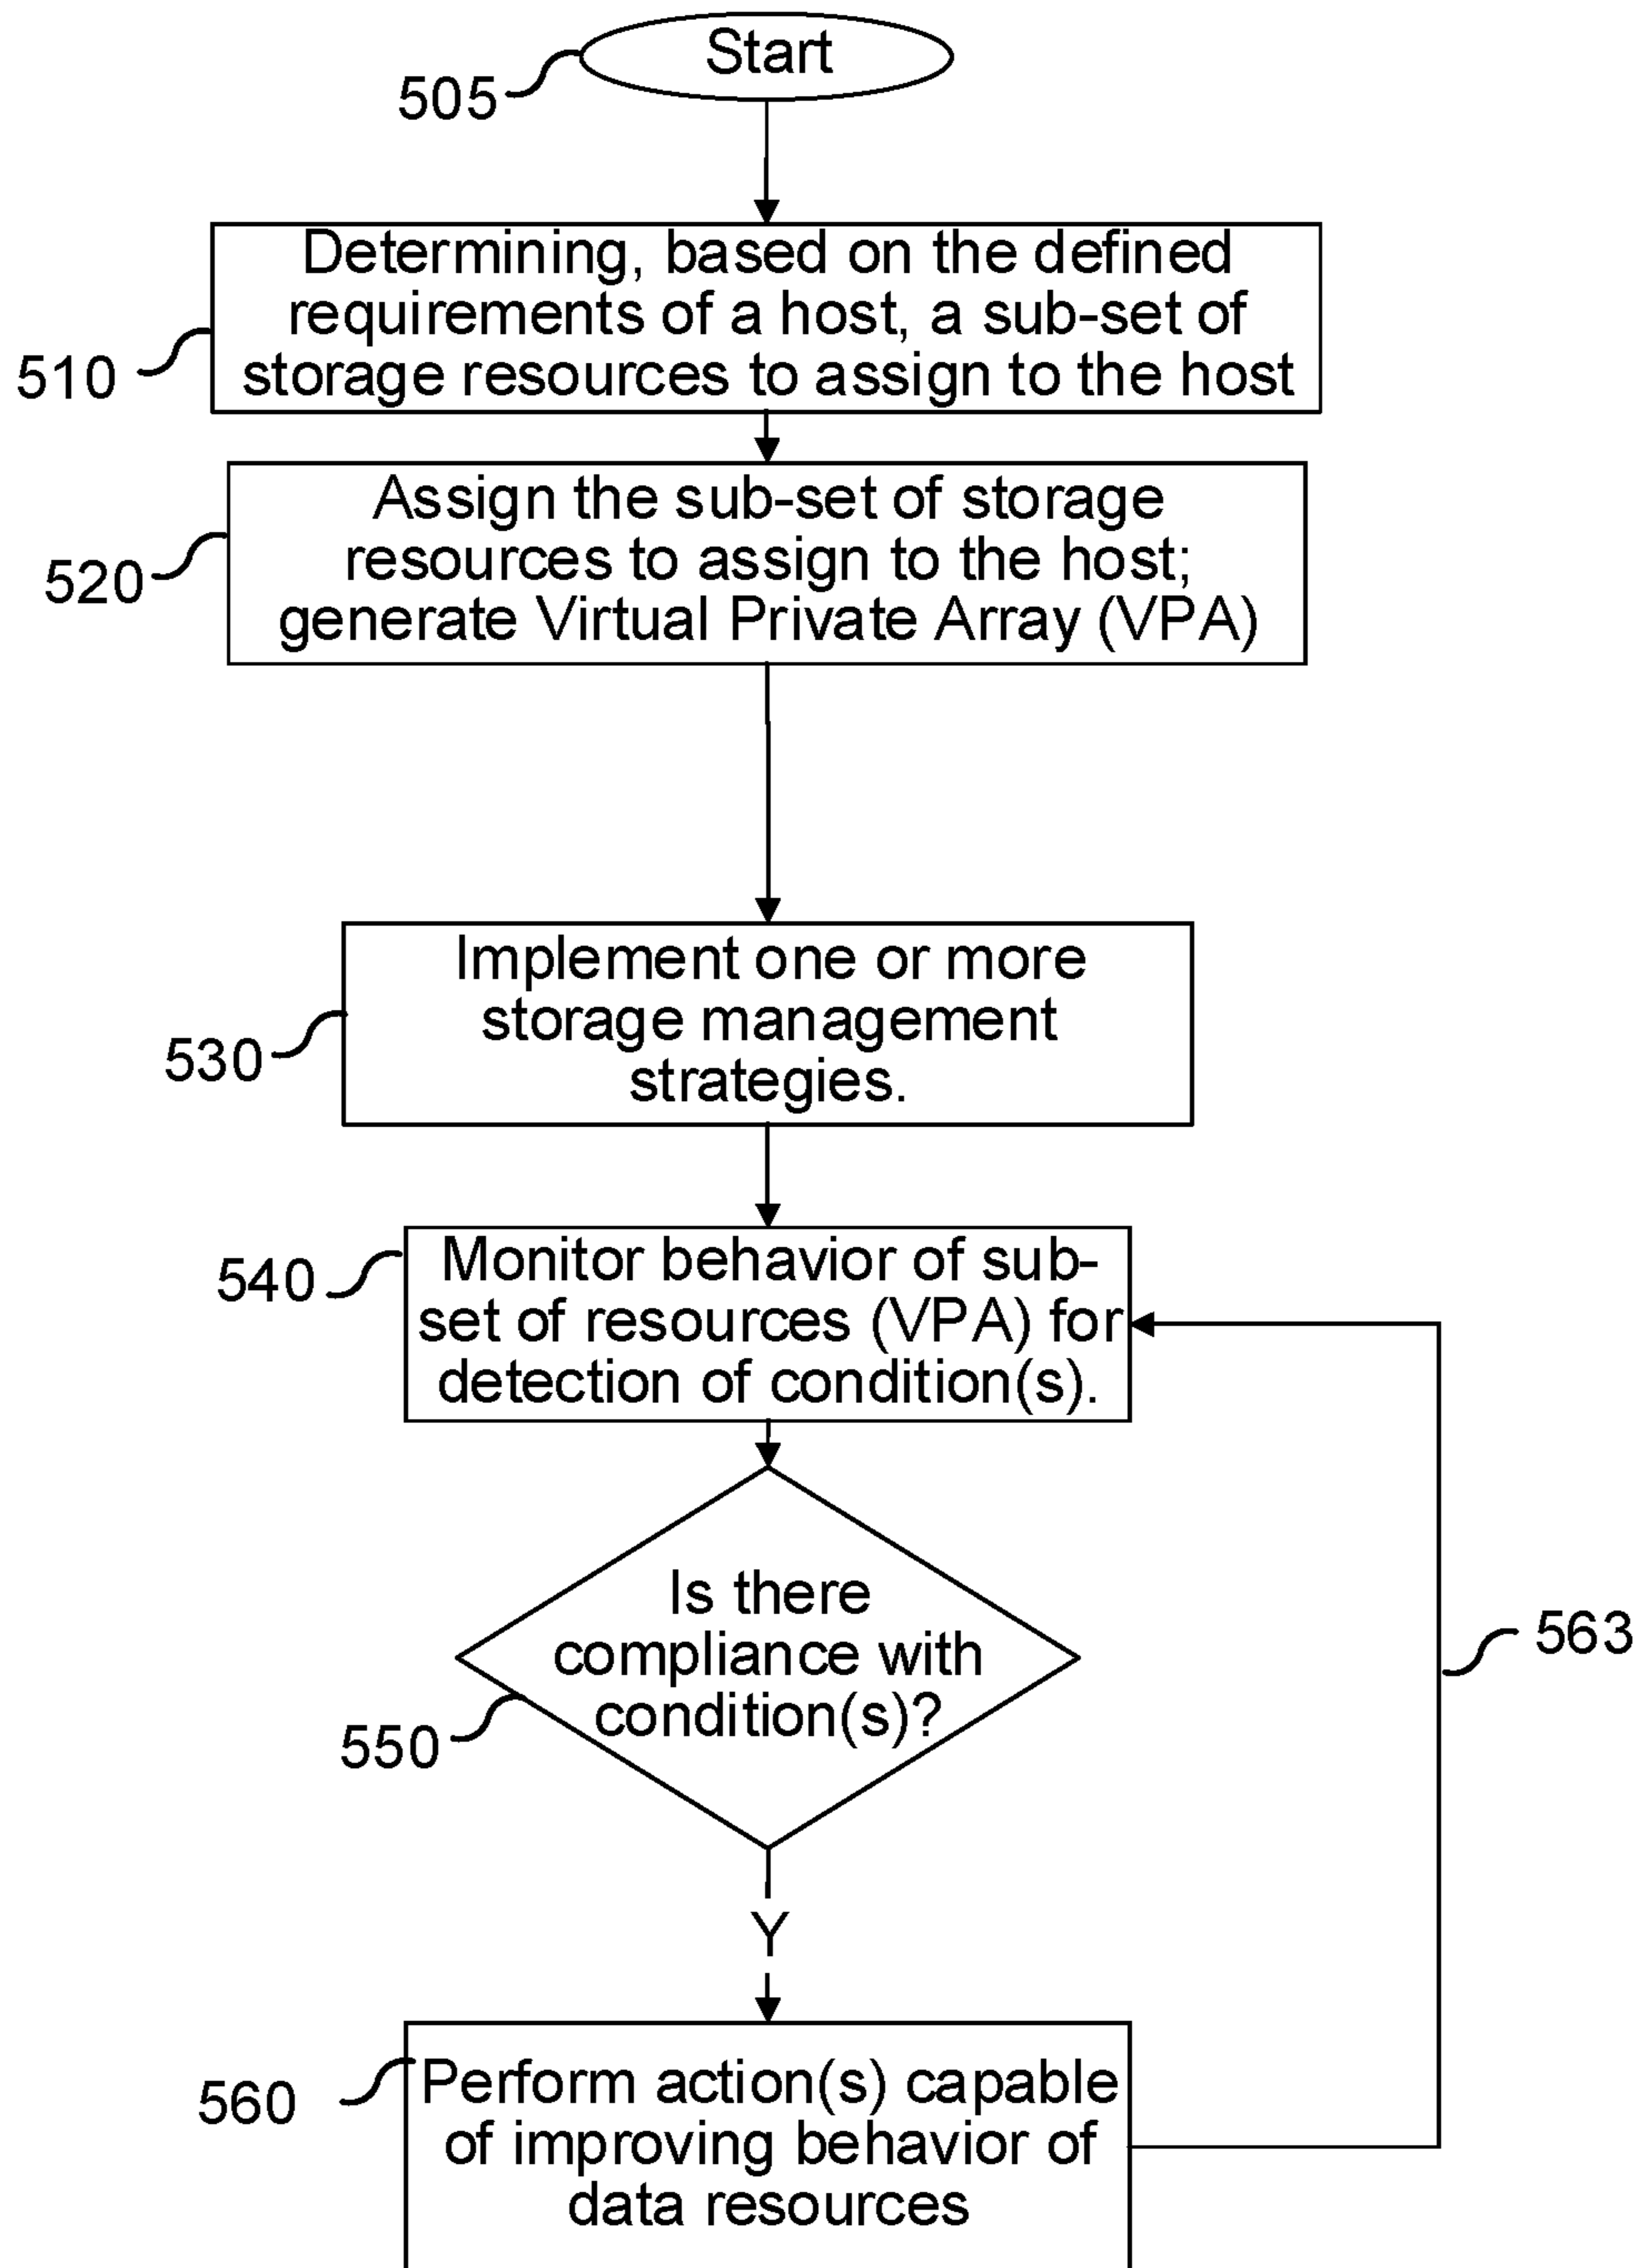 Start
505
Determining, based on the defined
requirements of a host, a sub-set of
storage resources to assign to the host
510
Assign the sub-set of storage
resources to assign to the host;
generate Virtual Private Array (VPA)
520
Implement one or more
storage management
strategies.
530
Monitor behavior of sub-
set of resources (VPA) for
detection of condition(s).
540
Is there
compliance with
condition(s)?
550
563
Y
Perform action(s) capable
of improving behavior of
data resources
560